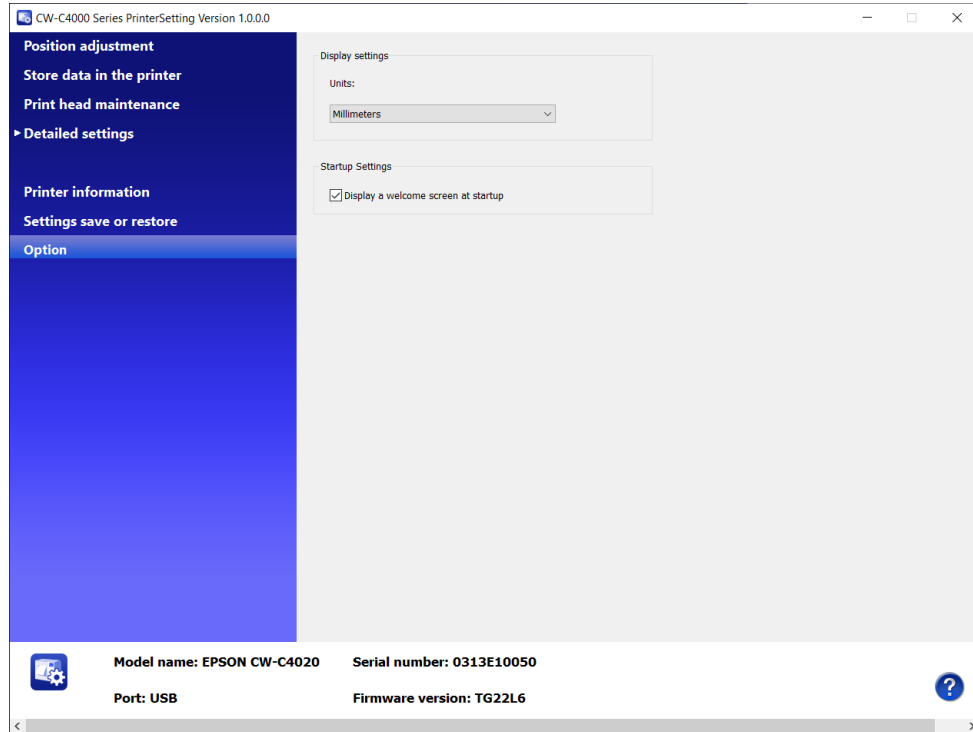 CW-C4000 Series PrinterSetting Version 1.0.0.0
Position adjustment
Store data in the printer
Print head maintenance
Detailed settings
Printer information
Settings save or restore
Option
Display settings
Units:
Millimeters
Startup Settings
Display a welcome screen at startup
Model name: EPSON CW-C4020
Serial number: 0313E10050
Port: USB
Firmware version: TG22L6
?